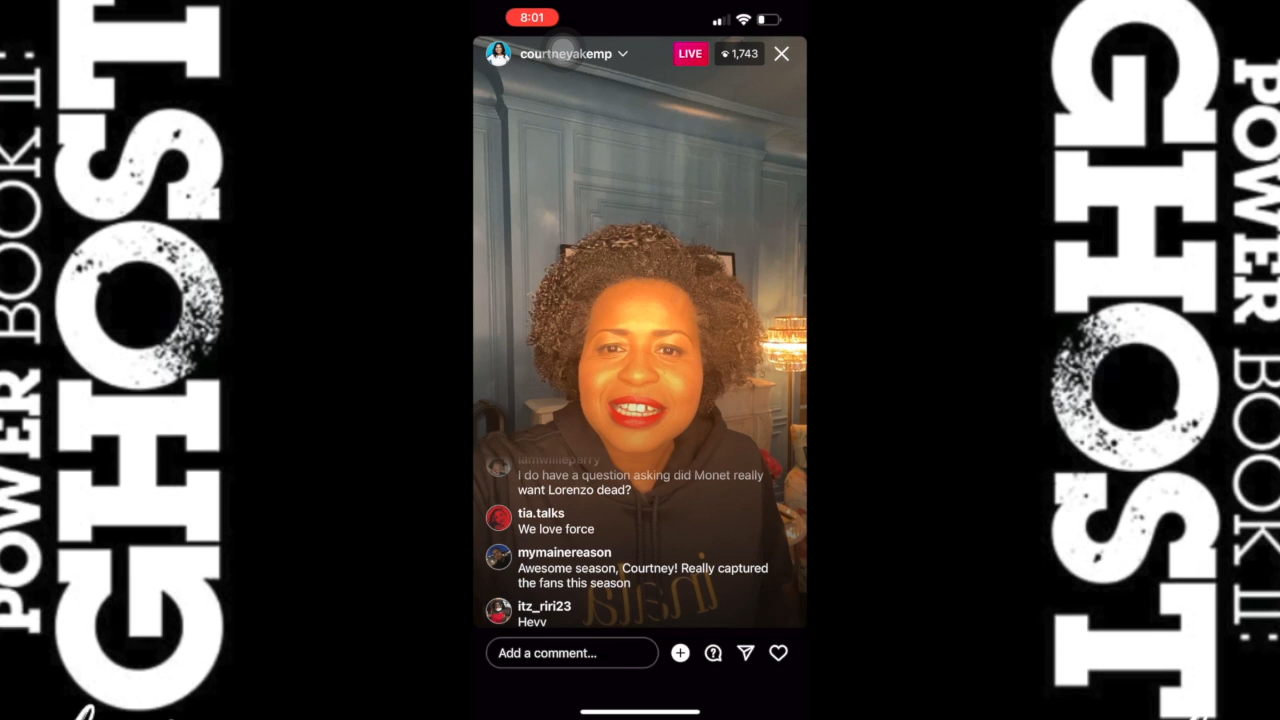 POWER BOOK II:
GHOST
8:01
courtneyakemp
LIVE
1,743
iamwillieparry
I do have a question asking did Monet really
want Lorenzo dead?
tia.talks
We love force
mymainereason
Awesome season, Courtney! Really captured
the fans this season
itz_riri23
Heyy
Add a comment...
POWER BOOK II:
GHOST